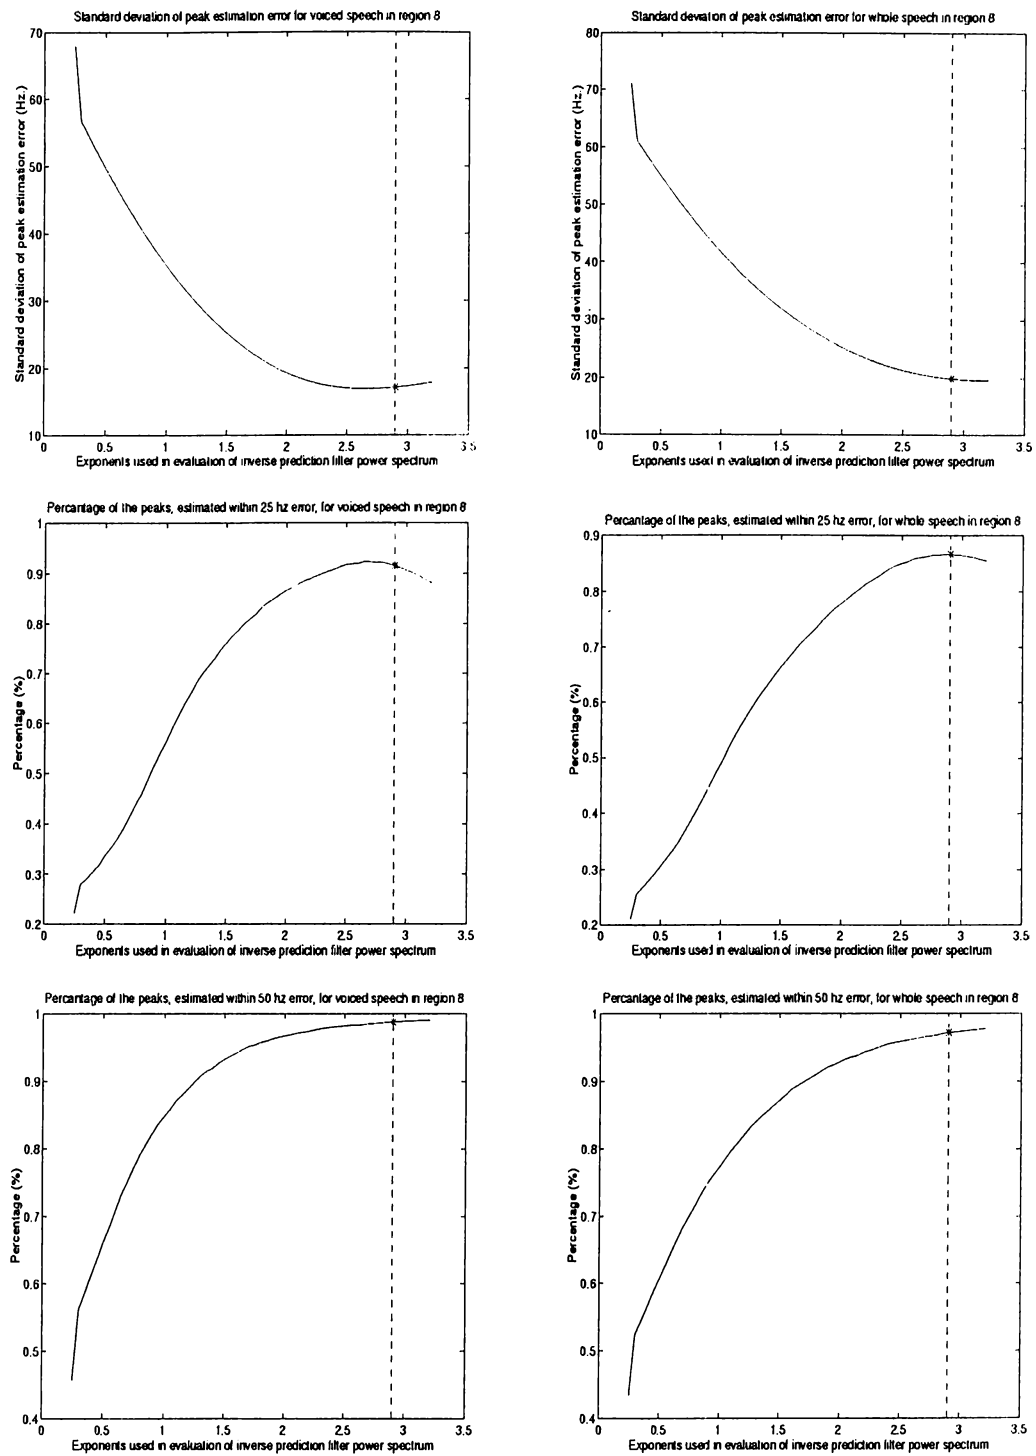 Standard deviation of peak estimation error for voiced speech in region 8
70
60
50
40
30
20
10
Standard deviation of peak estimation error (Hz.)
0 0.5 1 1.5 2 2.5 3 3.5
Exponents used in evaluation of inverse prediction filter power spectrum
Standard deviation of peak estimation error for whole speech in region 8
80
70
60
50
40
30
20
10
Standard deviation of peak estimation error (Hz.)
0 0.5 1 1.5 2 2.5 3 3.5
Exponents used in evaluation of inverse prediction filter power spectrum
Percantage of the peaks, estimated within 25 hz error, for voiced speech in region 8
1
0.9
0.8
0.7
0.6
0.5
0.4
0.3
0.2
Percentage (%)
0 0.5 1 1.5 2 2.5 3 3.5
Exponents used in evaluation of inverse prediction filter power spectrum
Percentage of the peaks, estimated within 25 hz error, for whole speech in region 8
0.9
0.8
0.7
0.6
0.5
0.4
0.3
0.2
Percentage (%)
0 0.5 1 1.5 2 2.5 3 3.5
Exponents used in evaluation of inverse prediction filter power spectrum
Percantage of the peaks, estimated within 50 hz error, for voiced speech in region 8
1
0.9
0.8
0.7
0.6
0.5
0.4
Percentage (%)
0 0.5 1 1.5 2 2.5 3 3.5
Exponents used in evaluation of inverse prediction filter power spectrum
Percentage of the peaks, estimated within 50 hz error, for whole speech in region 8
1
0.9
0.8
0.7
0.6
0.5
0.4
Percentage (%)
0 0.5 1 1.5 2 2.5 3 3.5
Exponents used in evaluation of inverse prediction filter power spectrum